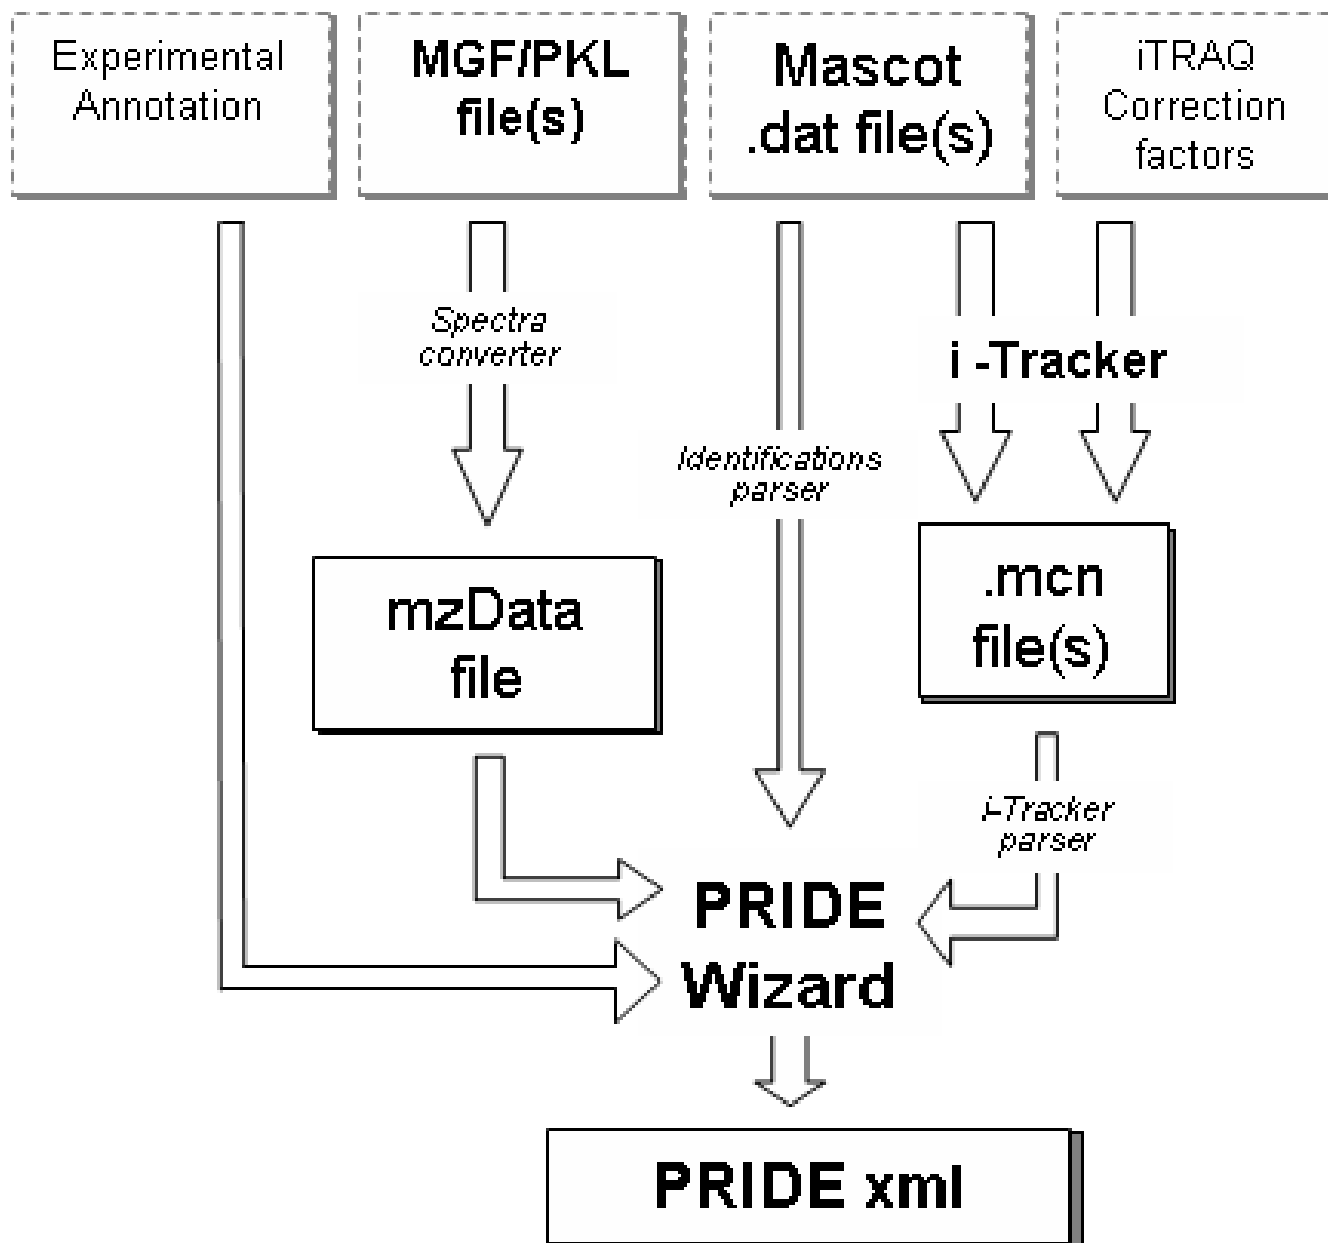 Experimental
Annotation
MGF/PKL
file(s)
Mascot
.dat file(s)
iTRAQ
Correction
factors
Spectra
converter
i -Tracker
Identifications
parser
mzData
file
.mcn
file(s)
i-Tracker
parser
PRIDE
Wizard
PRIDE xml